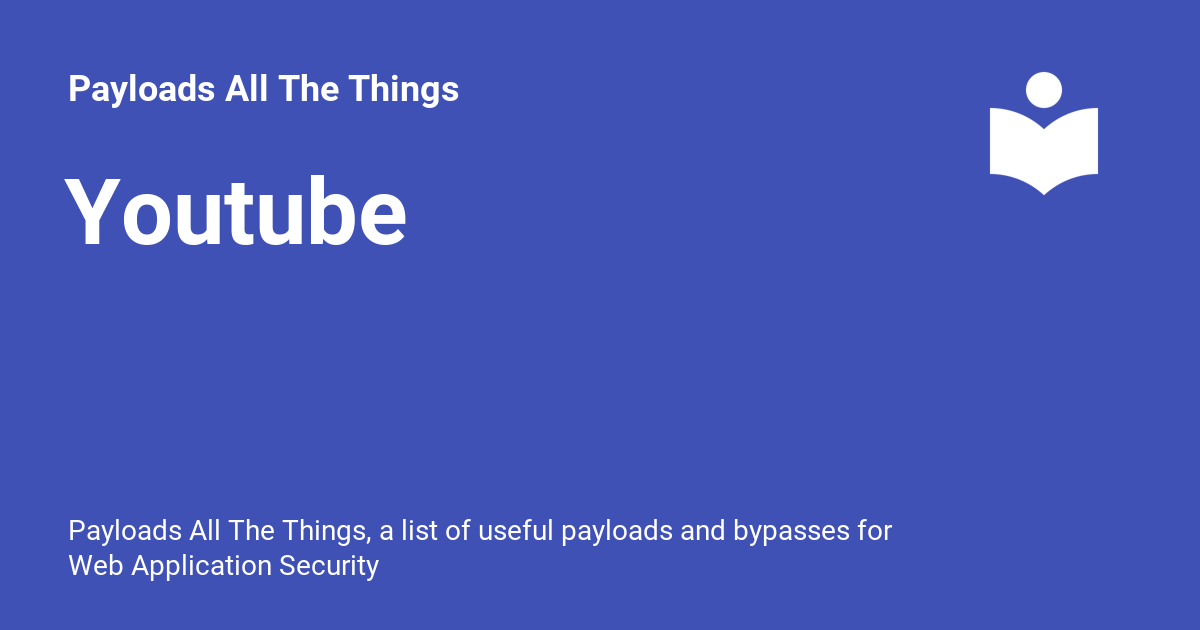 Payloads All The Things
Youtube
Payloads All The Things, a list of useful payloads and bypasses for
Web Application Security